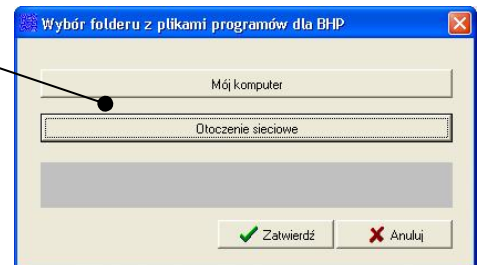 Wybór folderu z plikami programów dla BHP
Mój komputer
Otoczenie sieciowe
Zatwierdź
Anuluj